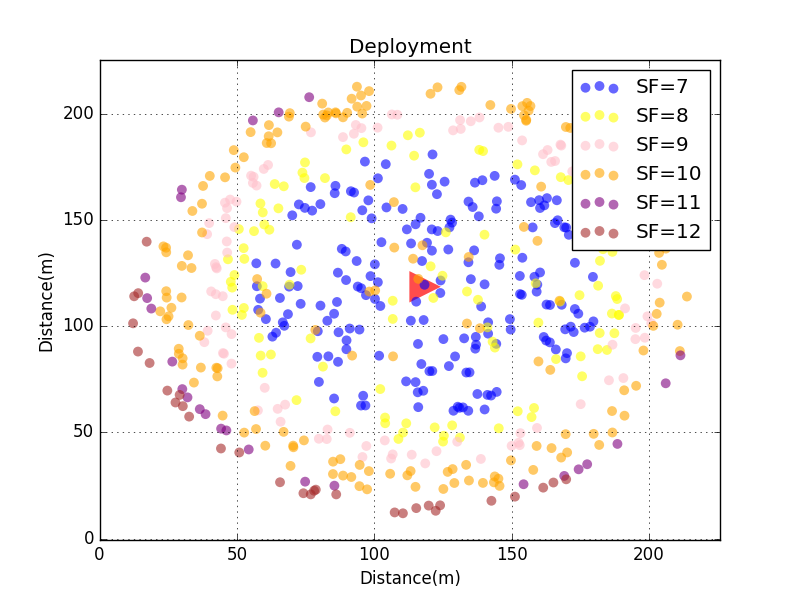 Deployment
SF=7
SF=8
SF=9
SF=10
SF=11
SF=12
Distance(m)
200
150
100
50
0
0
50
100
150
200
Distance(m)